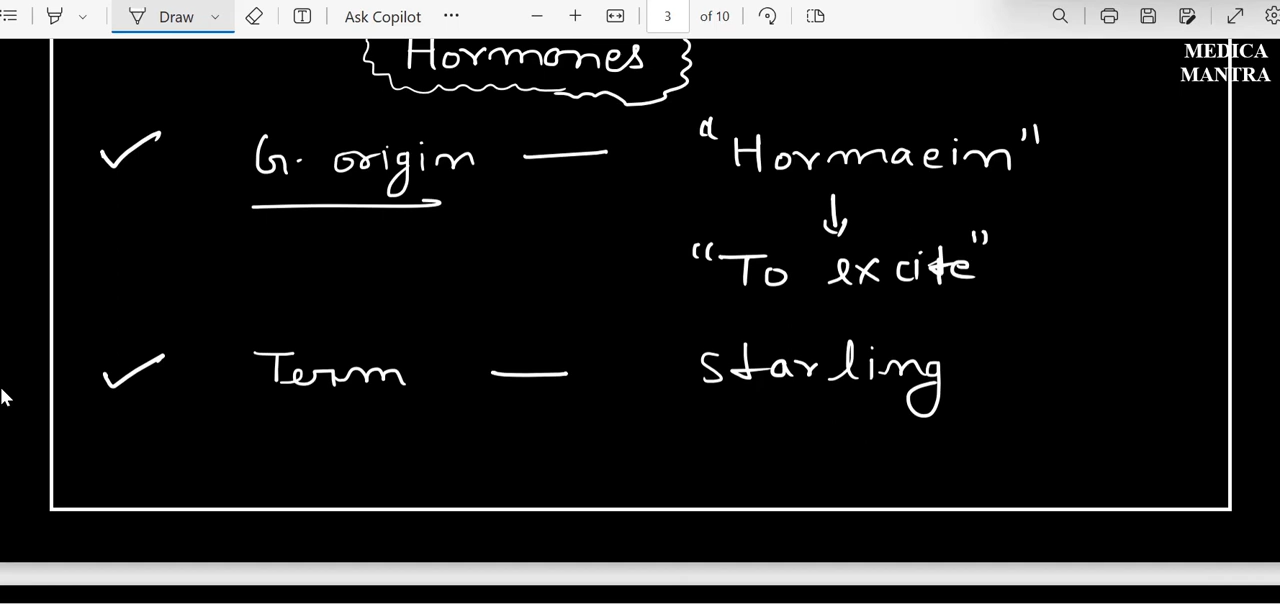 Draw
Ask Copilot
3 of 10
Hormones
MEDICA
MANTRA
G. origin — "Hormaein"
↓
"To excite"
Term — Starling